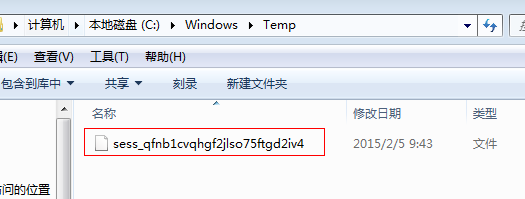 计算机 本地磁盘 (C:) Windows Temp
(E) 查看(V) 工具(T) 帮助(H)
包含到库中 共享 刻录 新建文件夹
名称 修改日期 类型
sess_qfnb1cvqhgf2jlso75ftgd2iv4 2015/2/5 9:43 文件
访问的位置